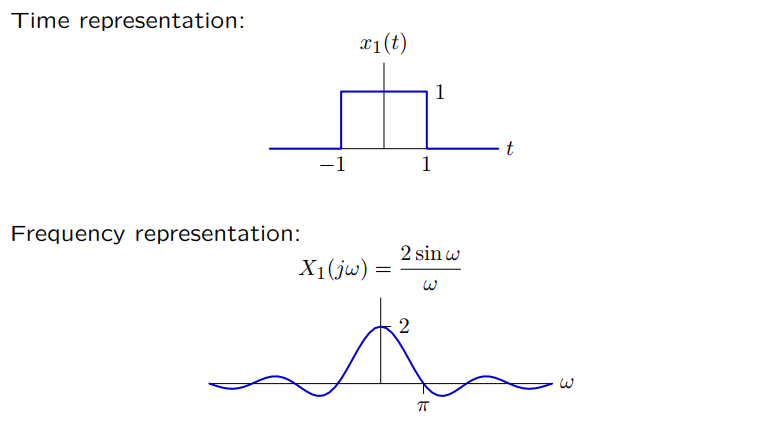 Time representation:
x₁(t)
1
t
−1
1
Frequency representation:
X₁(jω) = 2 sin ω / ω
2
ω
π